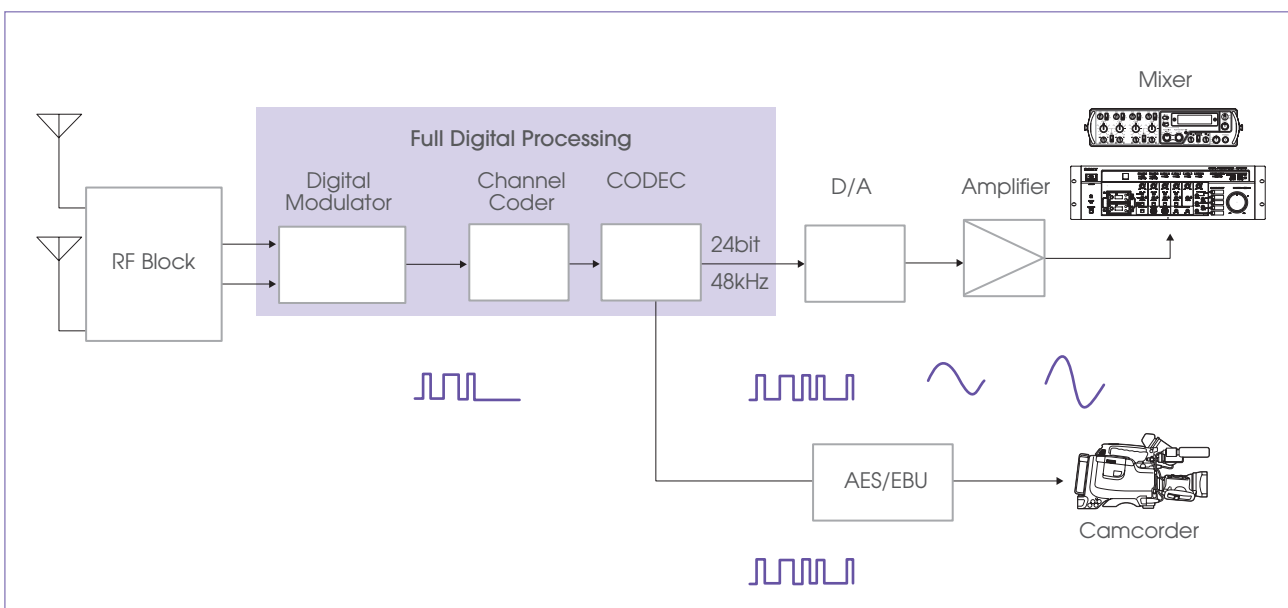 Mixer
Full Digital Processing
Digital
Modulator
Channel
Coder
CODEC
D/A
Amplifier
RF Block
24bit
48kHz
AES/EBU
Camcorder